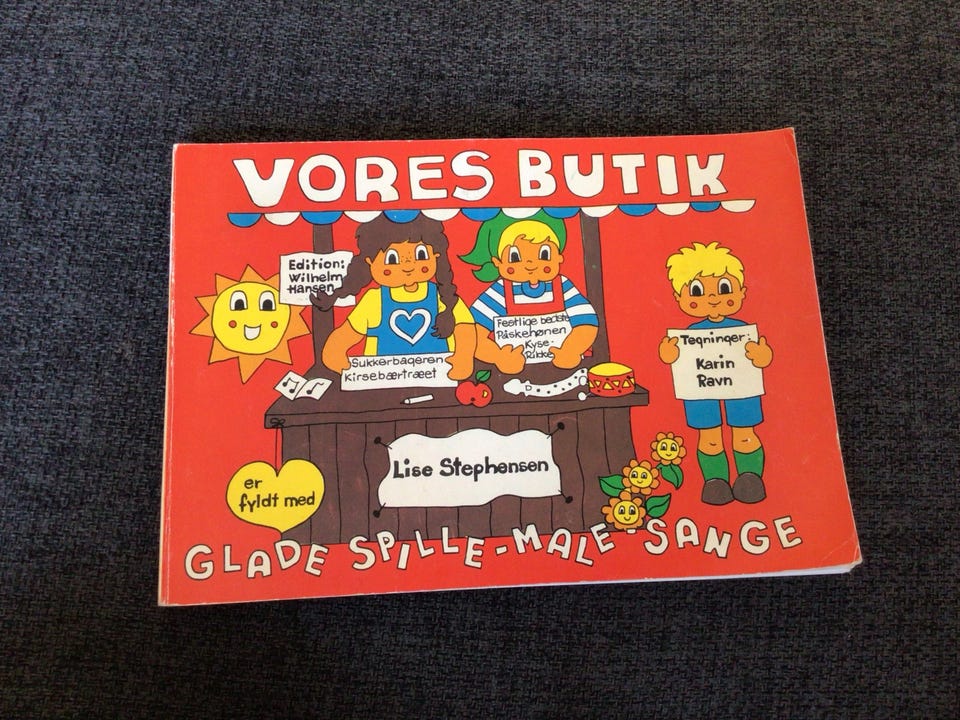 VORES BUTIK
Edition:
Wilhelm
Hansen
Sukkerbageren
Kirsebærtræet
Festlige bedste
Påskehønen
Kyse-
Rikke
Tegninger:
Karin
Ravn
Lise Stephensen
er
fyldt med
GLADE SPILLE-MALE-SANGE